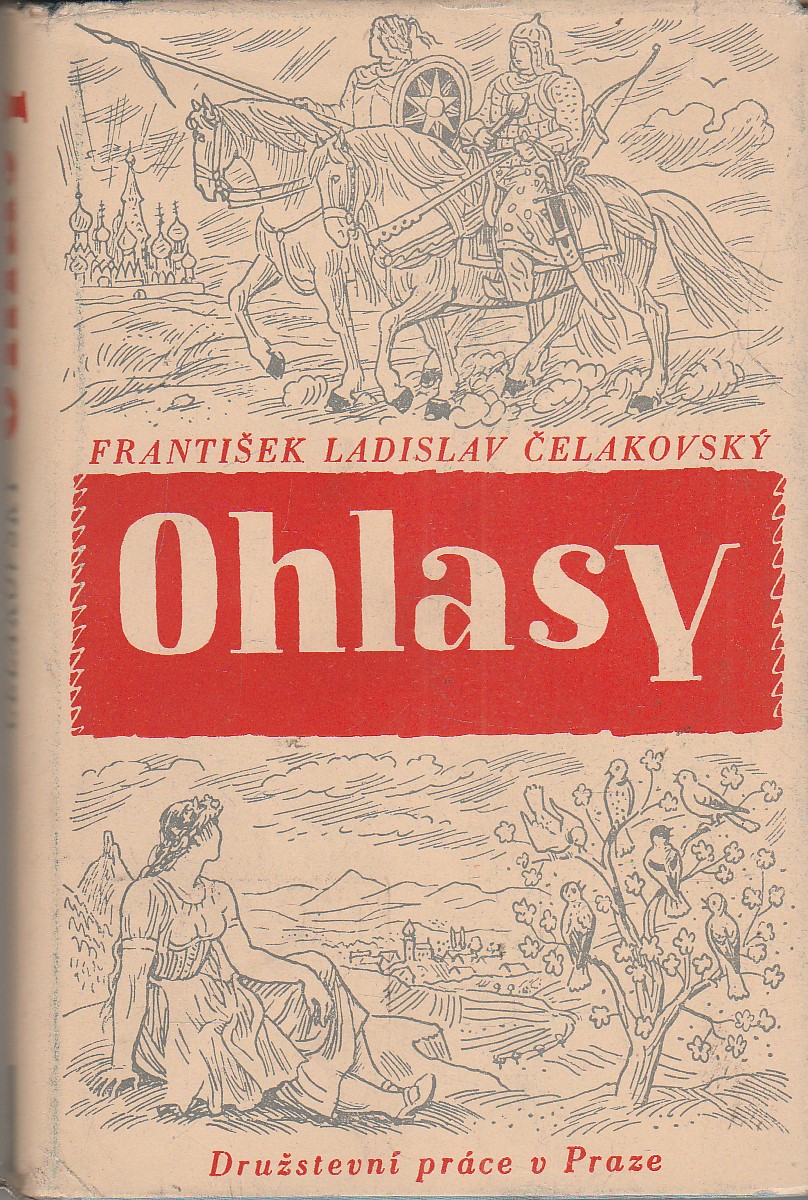 FRANTIŠEK LADISLAV ČELAKOVSKÝ
Ohlasy
Družstevní práce v Praze